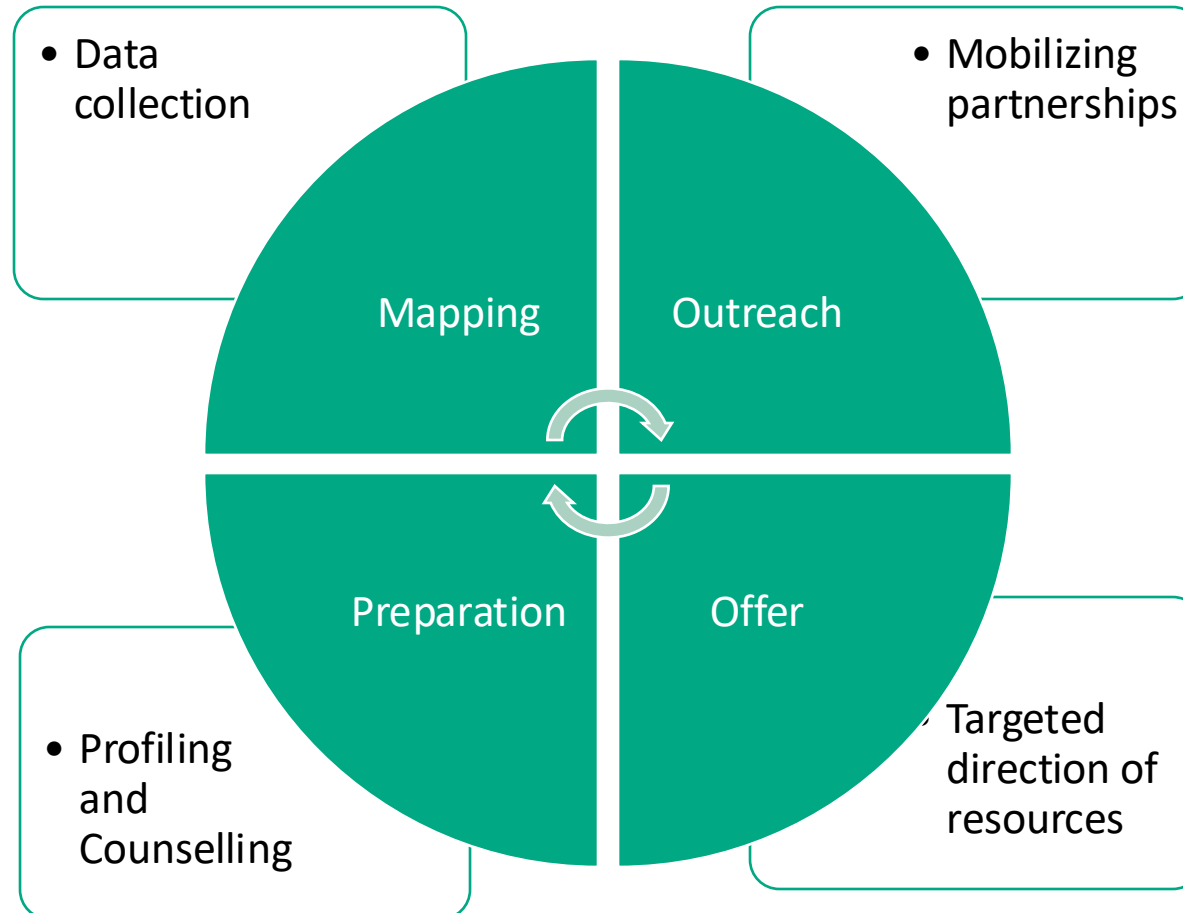 • Data
collection
• Mobilizing
partnerships
Mapping
Outreach
Preparation
Offer
• Profiling
and
Counselling
• Targeted
direction of
resources